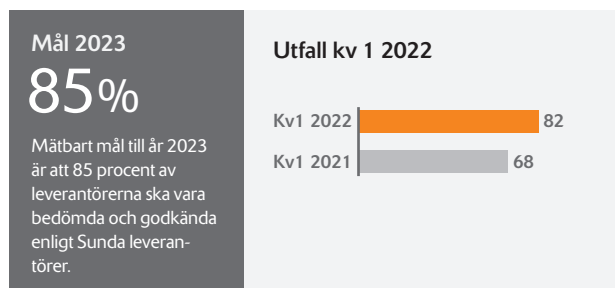 Mål 2023
85%
Mätbart mål till år 2023
är att 85 procent av
leverantörerna ska vara
bedömda och godkända
enligt Sunda leveran-
törer.
Utfall kv 1 2022
Kv1 2022 82
Kv1 2021 68